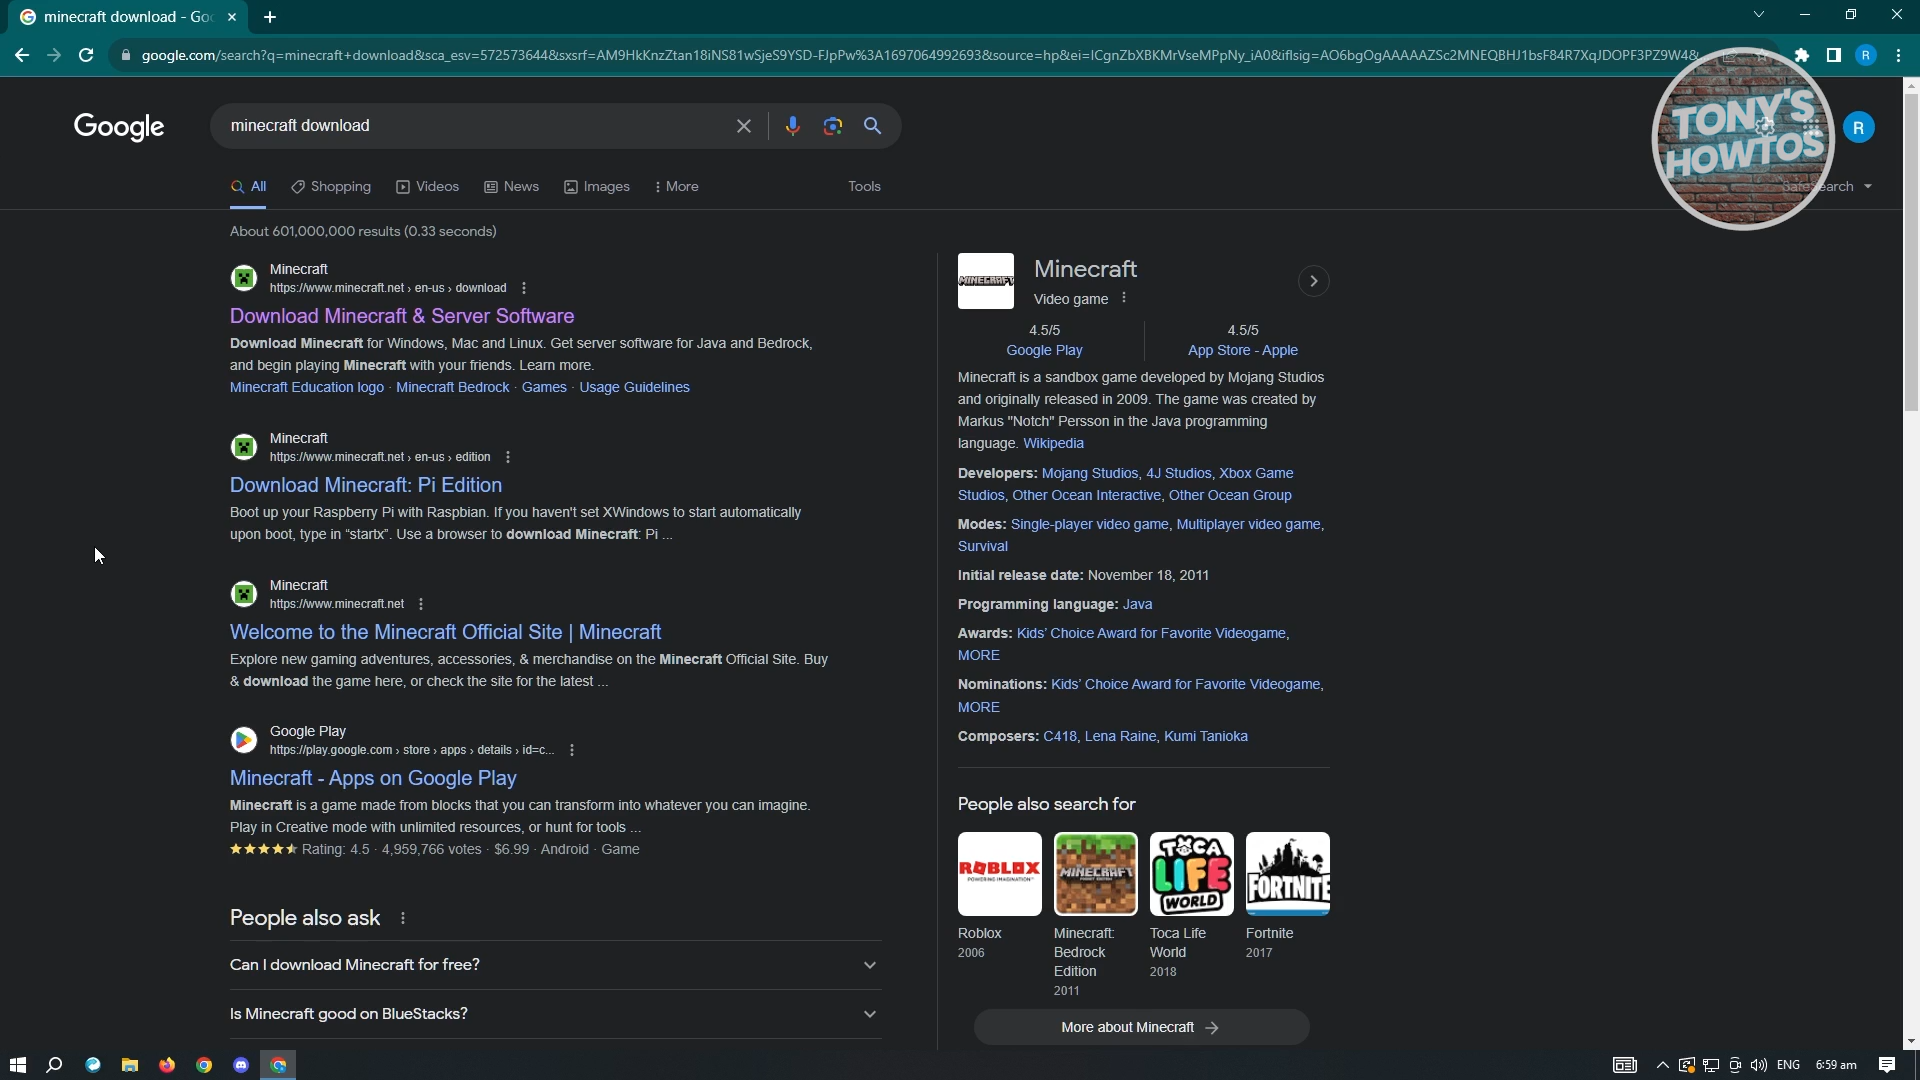 minecraft download - Goo
google.com/search?q=minecraft+download&sca_esv=572573644&sxsrf=AM9HkKnzZtan18iNS81wSjeS9YSD-FJpPw%3A1697064992693&source=hp&ei=ICgnZbXBKMrVseMPpNy_iA0&iflsig=AO6bgOgAAAAAZSc2MNEQBHJ1bsF84R7XqJDOPF3PZ9W4&
R
Google
minecraft download
TONY'S
HOWTOS
R
All
Shopping
Videos
News
Images
More
Tools
SafeSearch
About 601,000,000 results (0.33 seconds)
Minecraft
https://www.minecraft.net › en-us › download
Download Minecraft & Server Software
Download Minecraft for Windows, Mac and Linux. Get server software for Java and Bedrock,
and begin playing Minecraft with your friends. Learn more.
Minecraft Education logo · Minecraft Bedrock · Games · Usage Guidelines
Minecraft
https://www.minecraft.net › en-us › edition
Download Minecraft: Pi Edition
Boot up your Raspberry Pi with Raspbian. If you haven't set XWindows to start automatically
upon boot, type in “startx”. Use a browser to download Minecraft: Pi ...
Minecraft
https://www.minecraft.net
Welcome to the Minecraft Official Site | Minecraft
Explore new gaming adventures, accessories, & merchandise on the Minecraft Official Site. Buy
& download the game here, or check the site for the latest ...
Google Play
https://play.google.com › store › apps › details › id=c...
Minecraft - Apps on Google Play
Minecraft is a game made from blocks that you can transform into whatever you can imagine.
Play in Creative mode with unlimited resources, or hunt for tools ...
Rating: 4.5 · 4,959,766 votes · $6.99 · Android · Game
People also ask
Can I download Minecraft for free?
Is Minecraft good on BlueStacks?
MINECRAFT
Minecraft
Video game
4.5/5
Google Play
4.5/5
App Store - Apple
Minecraft is a sandbox game developed by Mojang Studios
and originally released in 2009. The game was created by
Markus "Notch" Persson in the Java programming
language. Wikipedia
Developers: Mojang Studios, 4J Studios, Xbox Game
Studios, Other Ocean Interactive, Other Ocean Group
Modes: Single-player video game, Multiplayer video game,
Survival
Initial release date: November 18, 2011
Programming language: Java
Awards: Kids' Choice Award for Favorite Videogame,
MORE
Nominations: Kids' Choice Award for Favorite Videogame,
MORE
Composers: C418, Lena Raine, Kumi Tanioka
People also search for
ROBLOX
POWERING IMAGINATION
MINECRAFT
POCKET EDITION
TOCA
LIFE
WORLD
FORTNITE
Roblox
2006
Minecraft:
Bedrock
Edition
2011
Toca Life
World
2018
Fortnite
2017
More about Minecraft
ENG
6:59 am